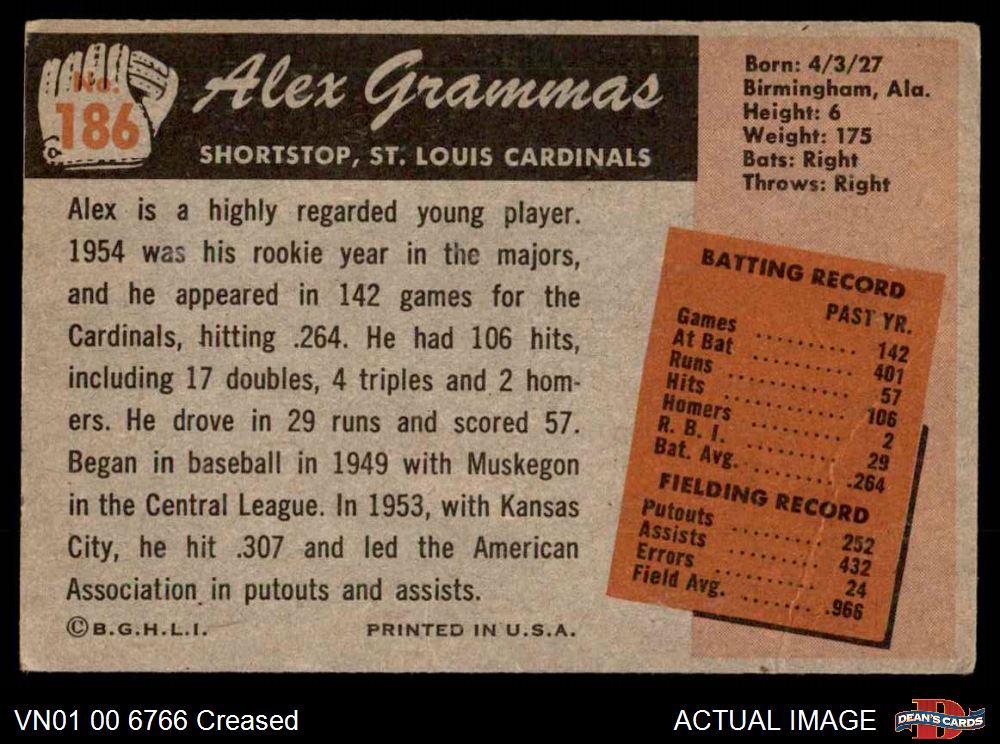 No.
186
Alex Grammas
SHORTSTOP, ST. LOUIS CARDINALS
Born: 4/3/27
Birmingham, Ala.
Height: 6
Weight: 175
Bats: Right
Throws: Right
Alex is a highly regarded young player.
1954 was his rookie year in the majors,
and he appeared in 142 games for the
Cardinals, hitting .264. He had 106 hits,
including 17 doubles, 4 triples and 2 hom-
ers. He drove in 29 runs and scored 57.
Began in baseball in 1949 with Muskegon
in the Central League. In 1953, with Kansas
City, he hit .307 and led the American
Association in putouts and assists.
©B.G.H.L.I. PRINTED IN U.S.A.
BATTING RECORD
PAST YR.
Games .......... 142
At Bat .......... 401
Runs ............ 57
Hits ............ 106
Homers ......... 2
R. B. I. .......... 29
Bat. Avg. ........ .264
FIELDING RECORD
Putouts ......... 252
Assists .......... 432
Errors ........... 24
Field Avg. ....... .966
VN01 00 6766 Creased
ACTUAL IMAGE
D
DEAN'S CARDS